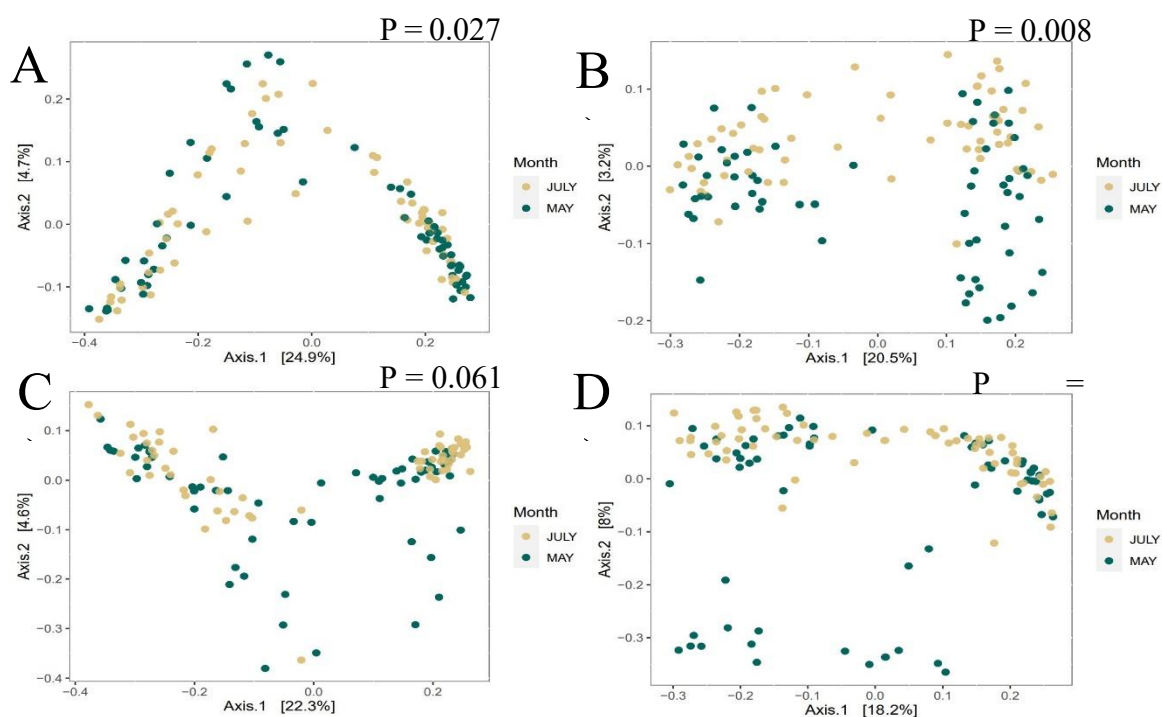 P = 0.027
A
0.2
0.1
0.0
−0.1
Axis.2 [4.7%]
−0.4
−0.2
0.0
0.2
Axis.1 [24.9%]
Month
JULY
MAY
P = 0.008
B
`
0.1
0.0
−0.1
−0.2
Axis.2 [3.2%]
−0.3
−0.2
−0.1
0.0
0.1
0.2
Axis.1 [20.5%]
Month
JULY
MAY
P = 0.061
C
`
0.1
0.0
−0.1
−0.2
−0.3
−0.4
Axis.2 [4.6%]
−0.4
−0.2
0.0
0.2
Axis.1 [22.3%]
Month
JULY
MAY
P =
D
`
0.1
0.0
−0.1
−0.2
−0.3
Axis.2 [8%]
−0.3
−0.2
−0.1
0.0
0.1
0.2
Axis.1 [18.2%]
Month
JULY
MAY